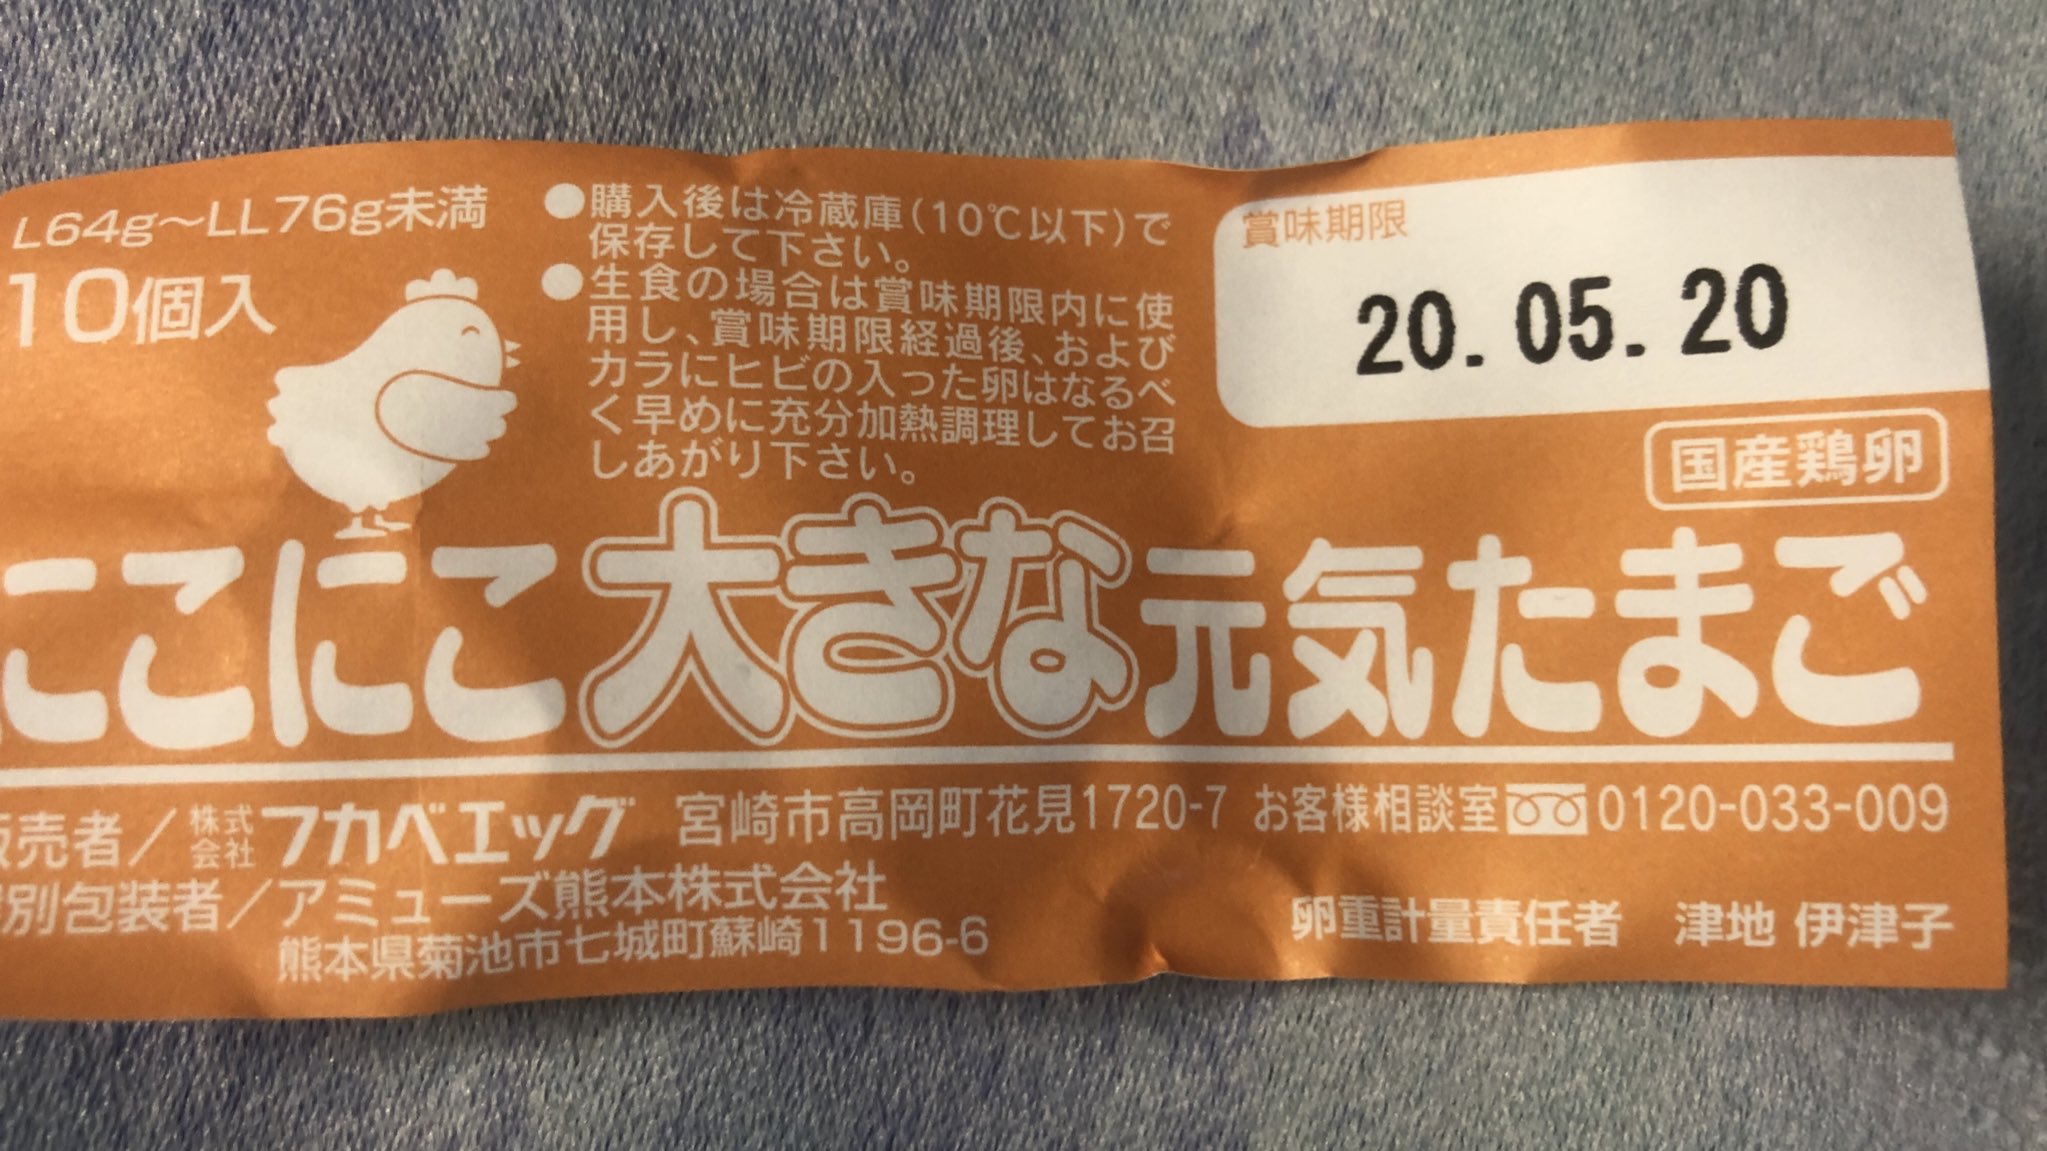 L64g〜LL76g未満
10個入
●購入後は冷蔵庫(10℃以下)で
保存して下さい。
●生食の場合は賞味期限内に使
用し、賞味期限経過後、および
カラにヒビの入った卵はなるべ
く早めに充分加熱調理してお召
しあがり下さい。
賞味期限
20.05.20
国産鶏卵
にこにこ大きな元気たまご
販売者/株式会社フカベエッグ 宮崎市高岡町花見1720-7 お客様相談室 0120-033-009
個別包装者/アミューズ熊本株式会社
熊本県菊池市七城町蘇崎1196-6
卵重計量責任者 津地 伊津子